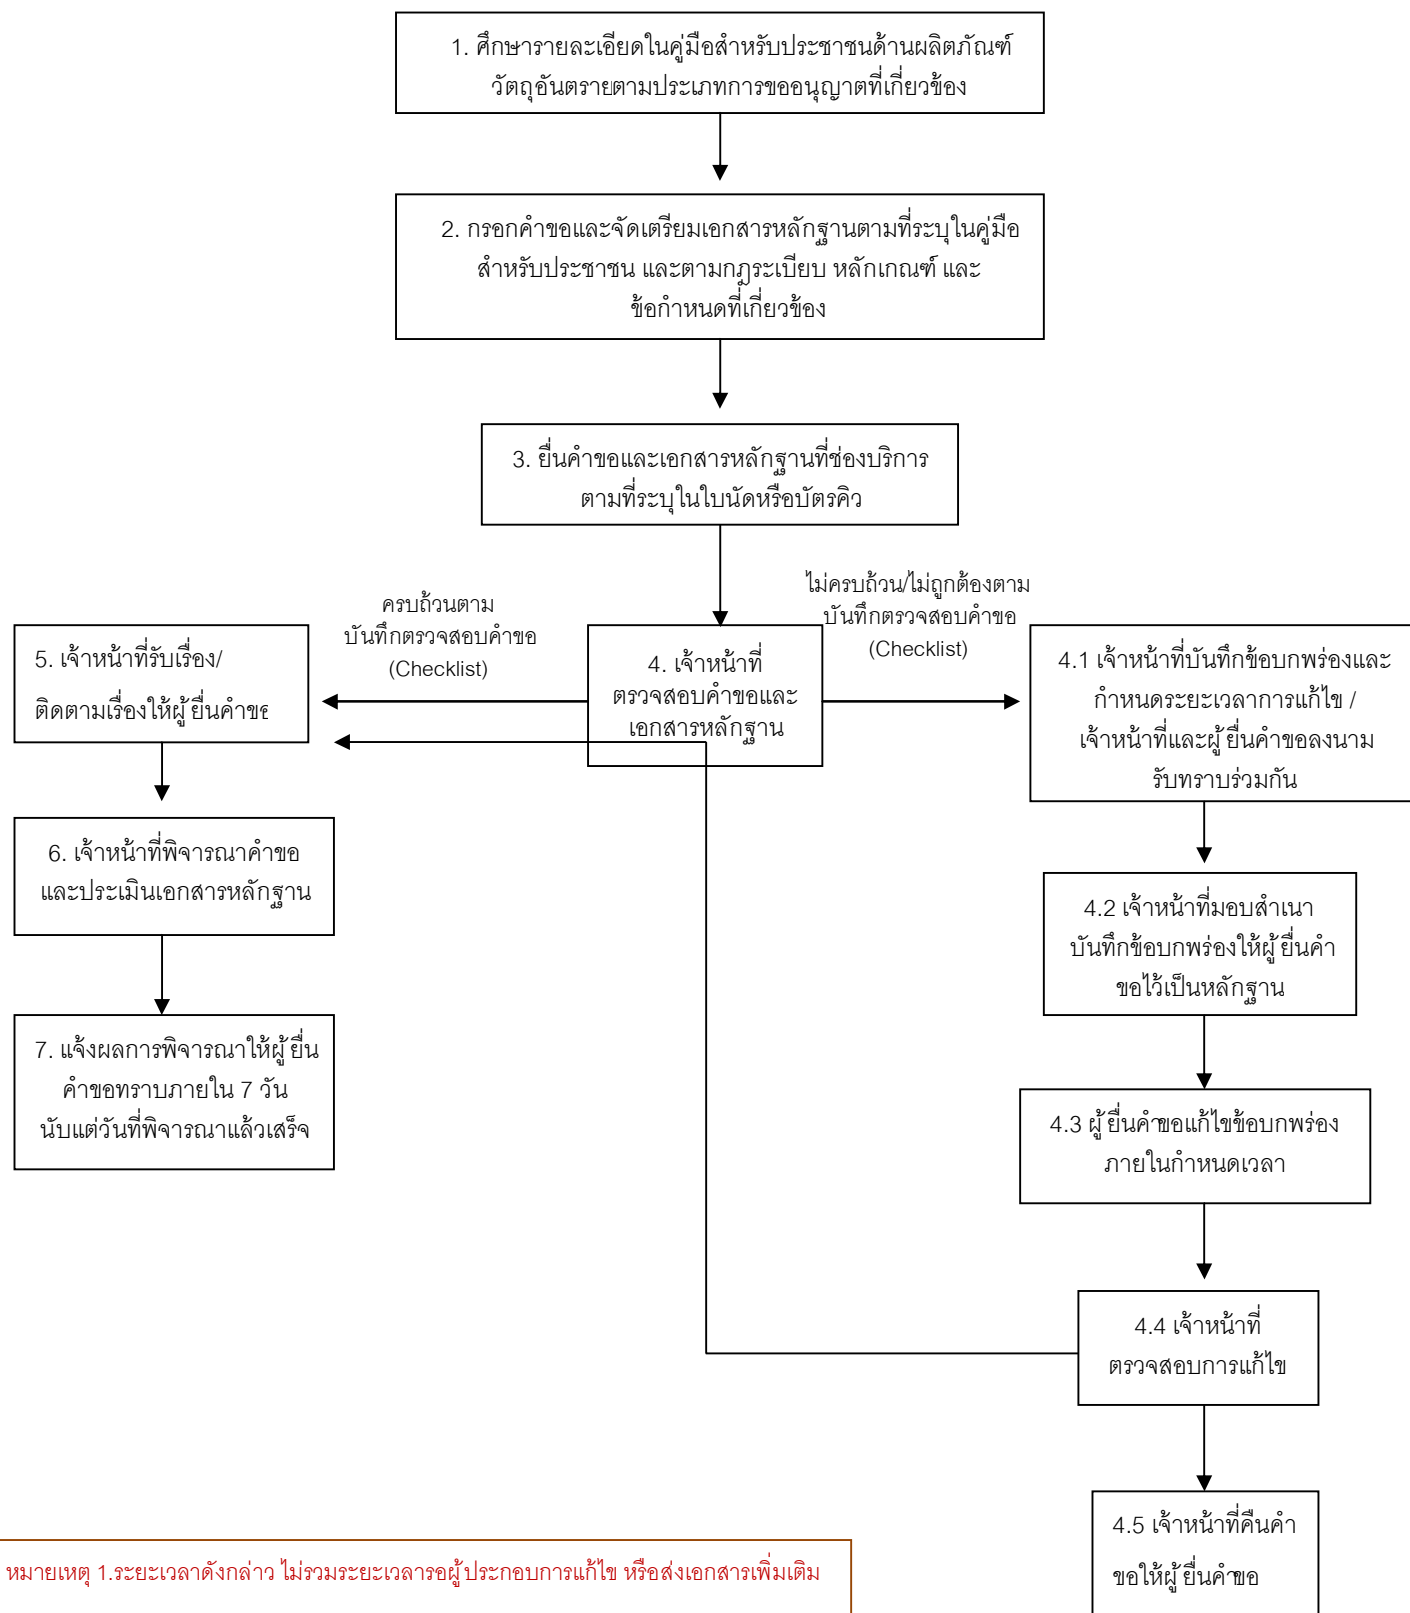 1. ศึกษารายละเอียดในคู่มือสำหรับประชาชนด้านผลิตภัณฑ์
วัตถุอันตรายตามประเภทการขออนุญาตที่เกี่ยวข้อง
2. กรอกคำขอและจัดเตรียมเอกสารหลักฐานตามที่ระบุในคู่มือ
สำหรับประชาชน และตามกฎระเบียบ หลักเกณฑ์ และ
ข้อกำหนดที่เกี่ยวข้อง
3. ยื่นคำขอและเอกสารหลักฐานที่ช่องบริการ
ตามที่ระบุในใบนัดหรือบัตรคิว
ครบถ้วนตาม
บันทึกตรวจสอบคำขอ
(Checklist)
ไม่ครบถ้วน/ไม่ถูกต้องตาม
บันทึกตรวจสอบคำขอ
(Checklist)
4. เจ้าหน้าที่
ตรวจสอบคำขอและ
เอกสารหลักฐาน
5. เจ้าหน้าที่รับเรื่อง/
ติดตามเรื่องให้ผู้ยื่นคำขอ
6. เจ้าหน้าที่พิจารณาคำขอ
และประเมินเอกสารหลักฐาน
7. แจ้งผลการพิจารณาให้ผู้ยื่น
คำขอทราบภายใน 7 วัน
นับแต่วันที่พิจารณาแล้วเสร็จ
4.1 เจ้าหน้าที่บันทึกข้อบกพร่องและ
กำหนดระยะเวลาการแก้ไข /
เจ้าหน้าที่และผู้ยื่นคำขอลงนาม
รับทราบร่วมกัน
4.2 เจ้าหน้าที่มอบสำเนา
บันทึกข้อบกพร่องให้ผู้ยื่นคำ
ขอไว้เป็นหลักฐาน
4.3 ผู้ยื่นคำขอแก้ไขข้อบกพร่อง
ภายในกำหนดเวลา
4.4 เจ้าหน้าที่
ตรวจสอบการแก้ไข
4.5 เจ้าหน้าที่คืนคำ
ขอให้ผู้ยื่นคำขอ
หมายเหตุ 1.ระยะเวลาดังกล่าว ไม่รวมระยะเวลารอผู้ประกอบการแก้ไข หรือส่งเอกสารเพิ่มเติม